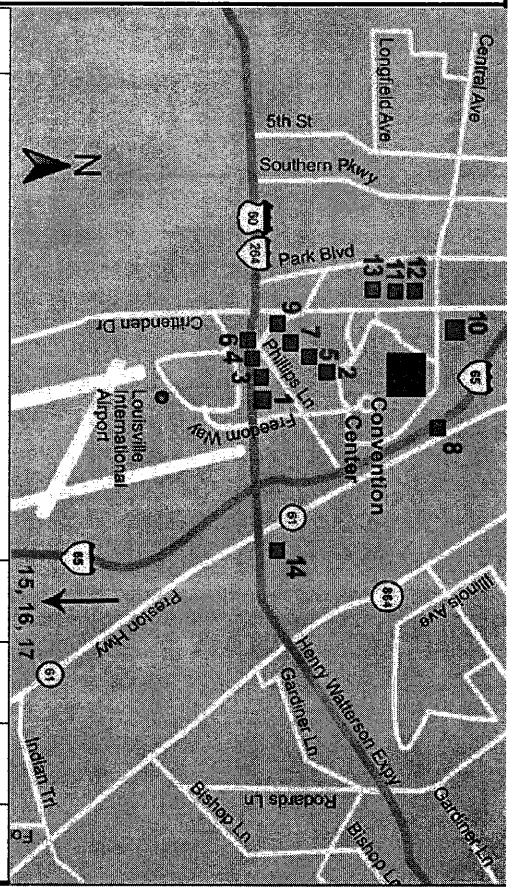 Central Ave
Longfield Ave
5th St
Southern Pkwy
N
60
264
Park Blvd
13
11
12
10
65
Crittenden Dr
9
7
5
2
6
4
3
1
Phillips Ln
Convention
Center
8
Freedom Way
Louisville
International
Airport
61
14
65
15, 16, 17
Preston Hwy
61
864
Illinois Ave
Henry Watterson Expy
Gardiner Ln
Gardiner Ln
Rodards Ln
Bishop Ln
Bishop Ln
Indian Trl